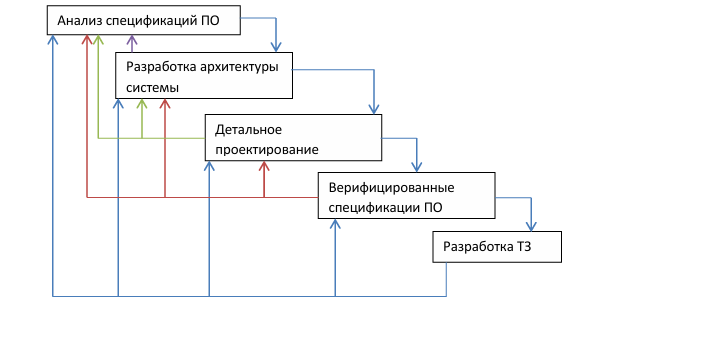 Анализ спецификаций ПО
Разработка архитектуры
системы
Детальное
проектирование
Верифицированные
спецификации ПО
Разработка ТЗ